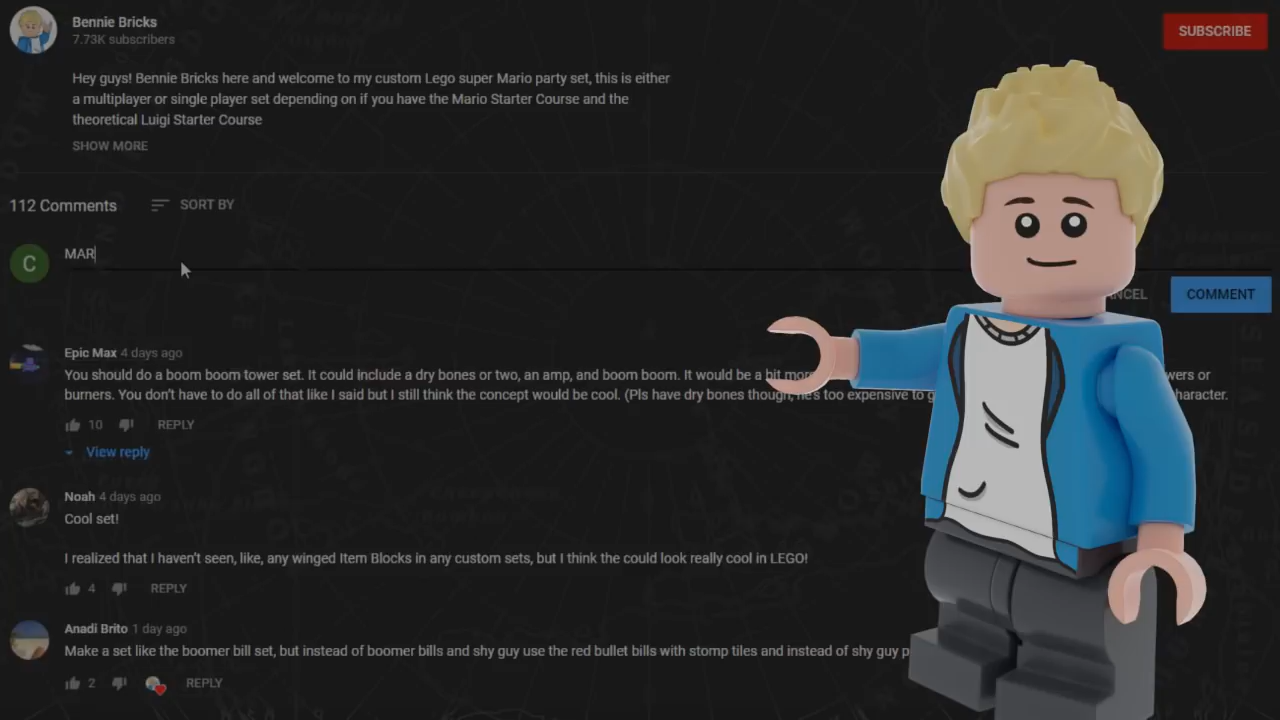 Bennie Bricks
7.73K subscribers
SUBSCRIBE
Hey guys! Bennie Bricks here and welcome to my custom Lego super Mario party set, this is either
a multiplayer or single player set depending on if you have the Mario Starter Course and the
theoretical Luigi Starter Course
SHOW MORE
112 Comments
SORT BY
C
MAR
COMMENT
Epic Max 4 days ago
You should do a boom boom tower set. It could include a dry bones or two, an amp, and boom boom. It would be a bit or
burners. You don't have to do all of that like I said but I still think the concept would be cool. (Pls have dry bones though, he's too expensive to
10
REPLY
View reply
Noah 4 days ago
Cool set!
I realized that I haven't seen, like, any winged Item Blocks in any custom sets, but I think the could look really cool in LEGO!
4
REPLY
Anadi Brito 1 day ago
Make a set like the boomer bill set, but instead of boomer bills and shy guy use the red bullet bills with stomp tiles and instead of shy guy
2
REPLY